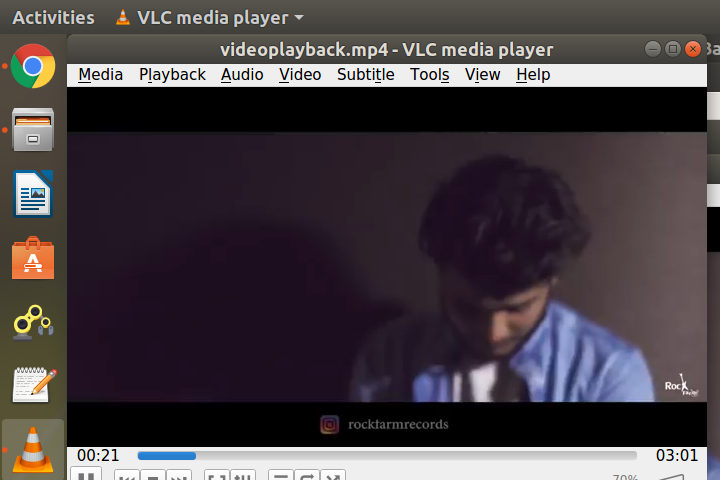 Activities VLC media player
videoplayback.mp4 - VLC media player
Media Playback Audio Video Subtitle Tools View Help
Rock
rockfarmrecords
00:21 03:01
70%